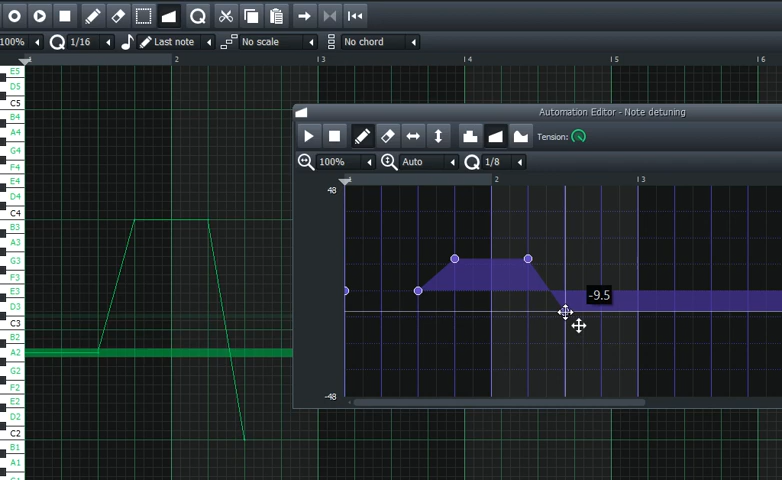 100% 1/16 Last note No scale No chord
1 2 3 4 5 6
E5
D5
C5
B4
A4
G4
F4
E4
D4
C4
B3
A3
G3
F3
E3
D3
C3
B2
A2
G2
F2
E2
D2
C2
B1
A1
Automation Editor - Note detuning
Tension:
100% Auto 1/8
1 2 3
48
-9.5
-48